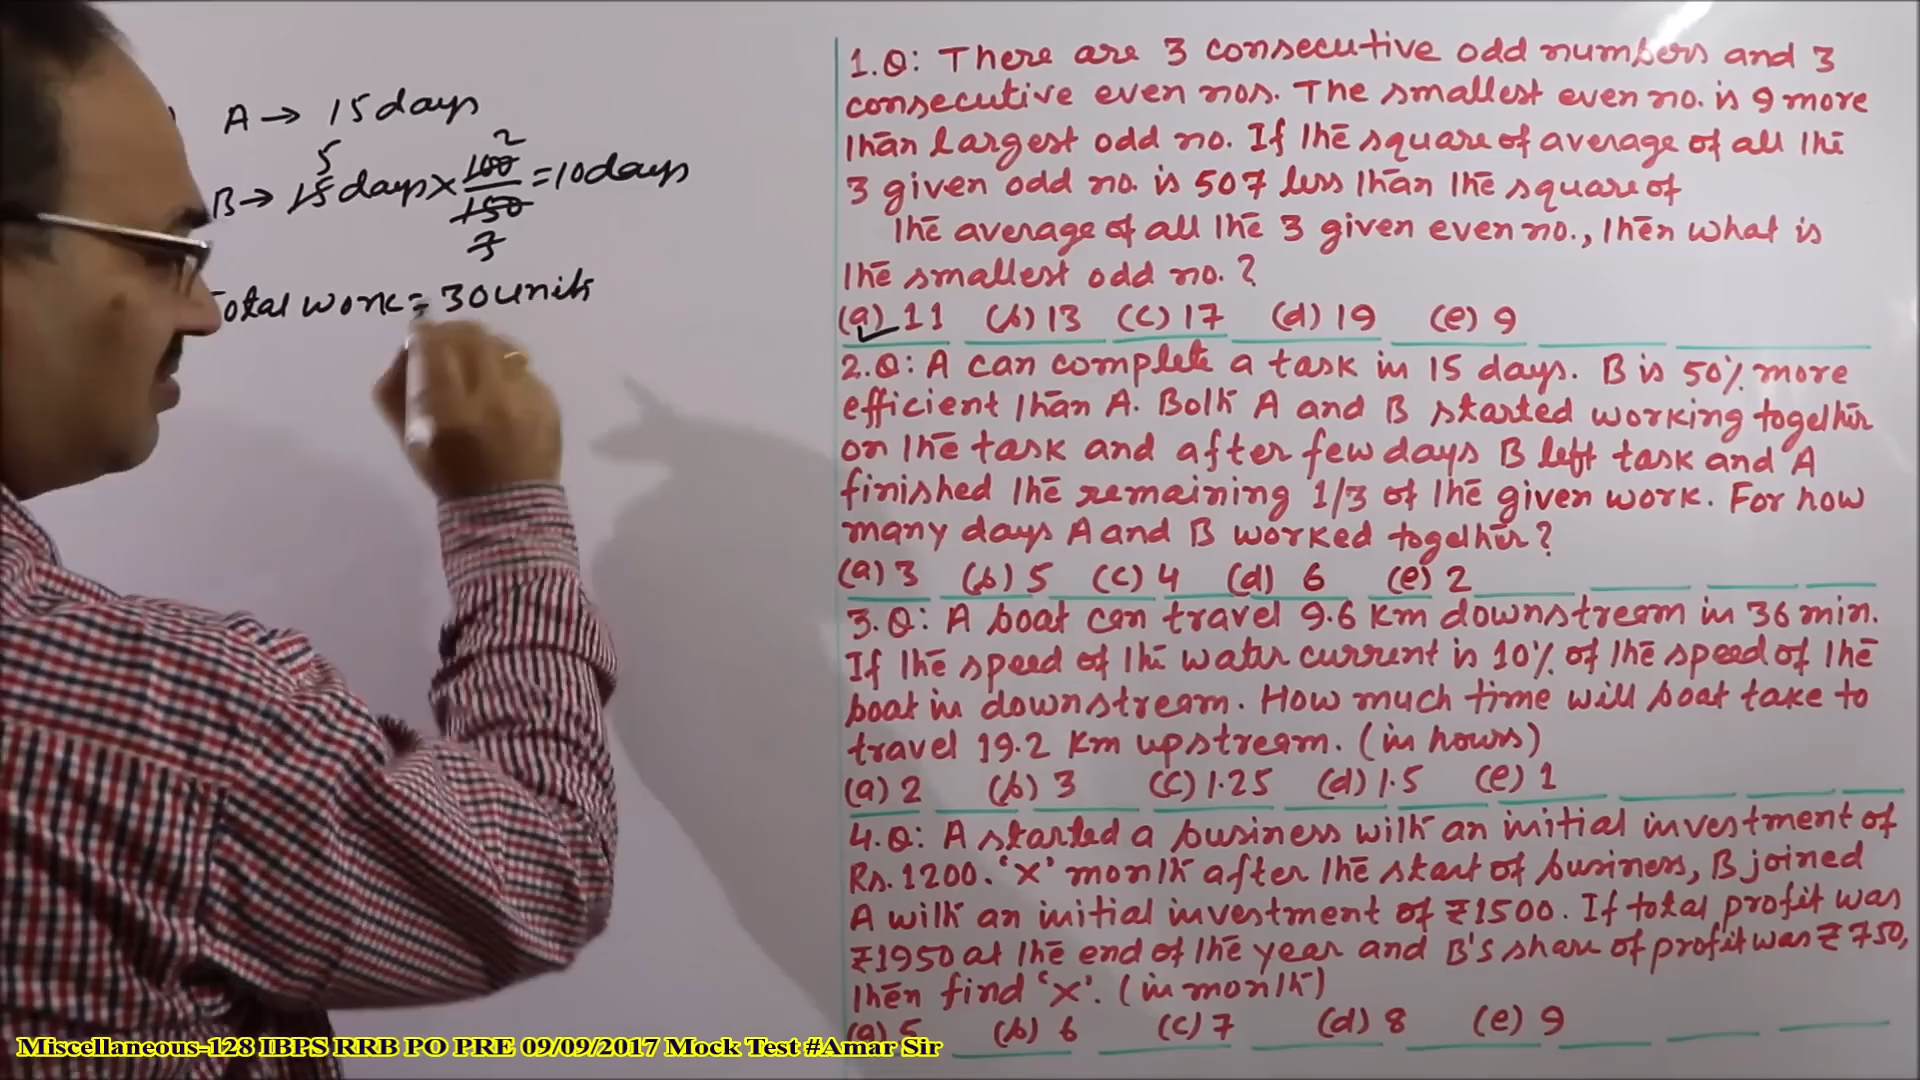 A → 15 days
5 2
B → 15 days × 100/150 = 10 days
3
Total work = 30 units
1.Q: There are 3 consecutive odd numbers and 3
consecutive even nos. The smallest even no. is 9 more
than largest odd no. If the square of average of all the
3 given odd no. is 507 less than the square of
the average of all the 3 given even no., then what is
the smallest odd no.?
(a) 11 (b) 13 (c) 17 (d) 19 (e) 9
2.Q: A can complete a task in 15 days. B is 50% more
efficient than A. Both A and B started working together
on the task and after few days B left task and A
finished the remaining 1/3 of the given work. For how
many days A and B worked together?
(a) 3 (b) 5 (c) 4 (d) 6 (e) 2
3.Q: A boat can travel 9.6 km downstream in 36 min.
If the speed of the water current is 10% of the speed of the
boat in downstream. How much time will boat take to
travel 19.2 km upstream. (in hours)
(a) 2 (b) 3 (c) 1.25 (d) 1.5 (e) 1
4.Q: A started a business with an initial investment of
Rs. 1200. 'x' month after the start of business, B joined
A with an initial investment of ₹1500. If total profit was
₹1950 at the end of the year and B's share of profit was ₹750,
then find 'x'. (in month)
(a) 5 (b) 6 (c) 7 (d) 8 (e) 9
Miscellaneous-128 IBPS RRB PO PRE 09/09/2017 Mock Test #Amar Sir